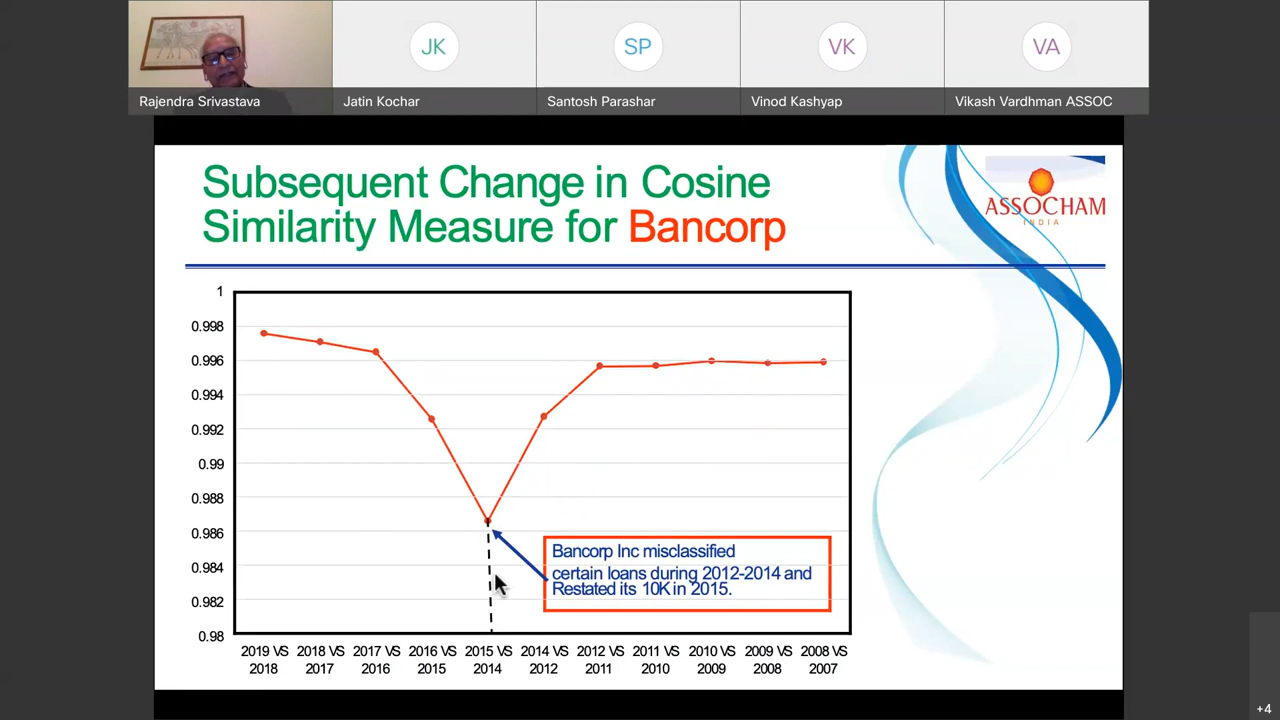 JK
SP
VK
VA
Rajendra Srivastava
Jatin Kochar
Santosh Parashar
Vinod Kashyap
Vikash Vardhman ASSOC
Subsequent Change in Cosine
Similarity Measure for Bancorp
ASSOCHAM
INDIA
1
0.998
0.996
0.994
0.992
0.99
0.988
0.986
0.984
0.982
0.98
Bancorp Inc misclassified
certain loans during 2012-2014 and
Restated its 10K in 2015.
2019 VS 2018 VS 2017 VS 2016 VS 2015 VS 2014 VS 2012 VS 2011 VS 2010 VS 2009 VS 2008 VS
2018 2017 2016 2015 2014 2012 2011 2010 2009 2008 2007
+4